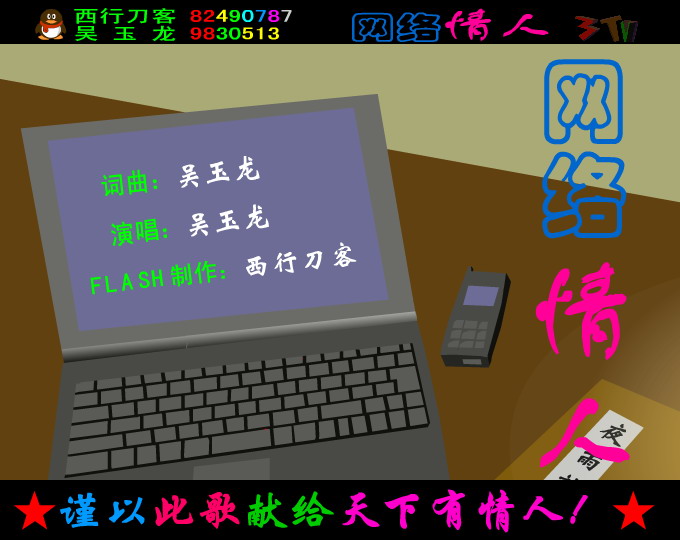 西行刀客 82490787
吴玉龙 9830513
网络情人
词曲：吴玉龙
演唱：吴玉龙
FLASH制作：西行刀客
网络情人
夜雨
谨以此歌献给天下有情人！